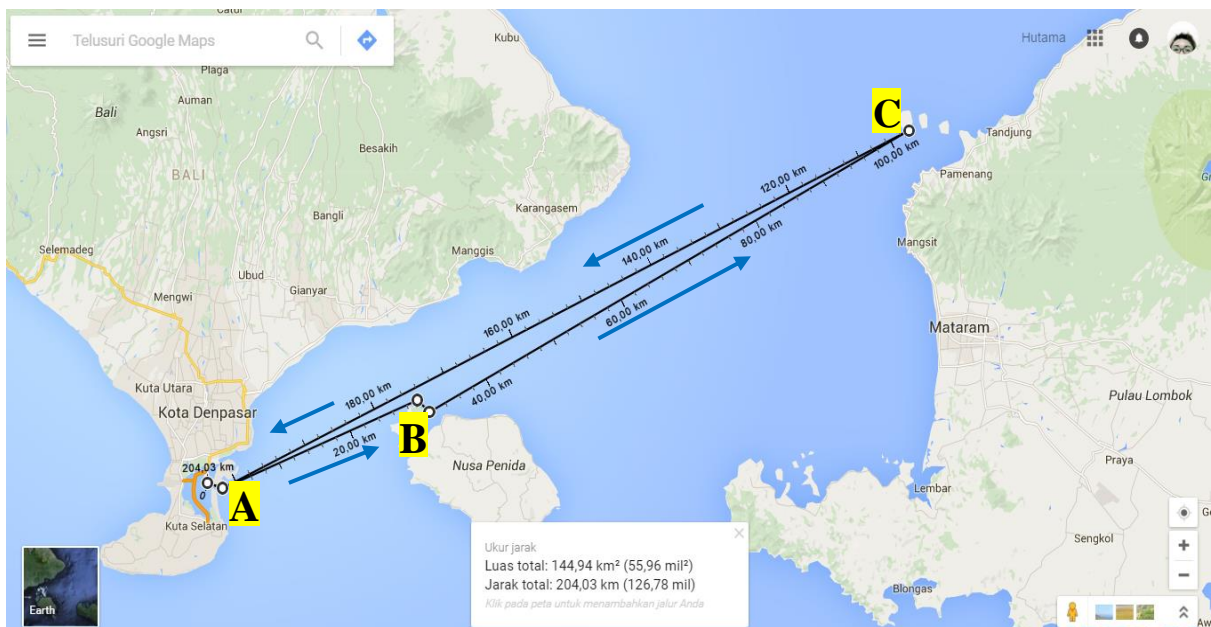 Catur
Telusuri Google Maps
Hutama
Kubu
Plaga
Bali
Auman
Angsri
Besakih
BALI
C
100,00 km
Tandjung
Pamenang
120,00 km
Karangasem
Bangli
80,00 km
Mangsit
Selemadeg
Manggis
140,00 km
Ubud
Gianyar
Mengwi
60,00 km
160,00 km
Mataram
Kuta Utara
180,00 km
40,00 km
Pulau Lombok
Kota Denpasar
B
20,00 km
204,03 km
Nusa Penida
Praya
0
A
Lembar
Kuta Selatan
Sengkol
Ukur jarak
Luas total: 144,94 km² (55,96 mil²)
Jarak total: 204,03 km (126,78 mil)
Klik pada peta untuk menambahkan jalur Anda
Blongas
Earth